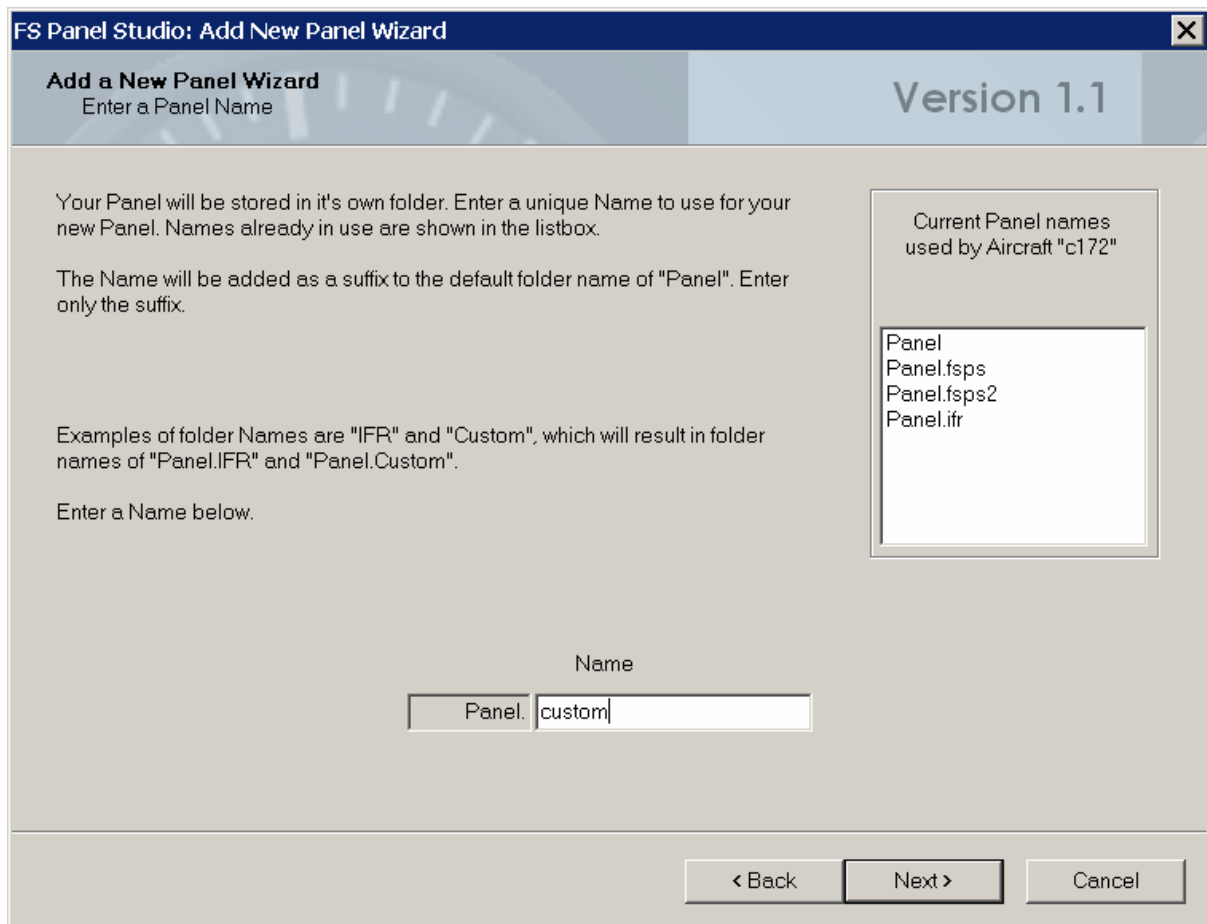 FS Panel Studio: Add New Panel Wizard
Add a New Panel Wizard
Enter a Panel Name
Version 1.1
Your Panel will be stored in it's own folder. Enter a unique Name to use for your
new Panel. Names already in use are shown in the listbox.
The Name will be added as a suffix to the default folder name of "Panel". Enter
only the suffix.
Examples of folder Names are "IFR" and "Custom", which will result in folder
names of "Panel.IFR" and "Panel.Custom".
Enter a Name below.
Current Panel names
used by Aircraft "c172"
Panel
Panel.fsps
Panel.fsps2
Panel.ifr
Name
Panel. custom
< Back
Next >
Cancel